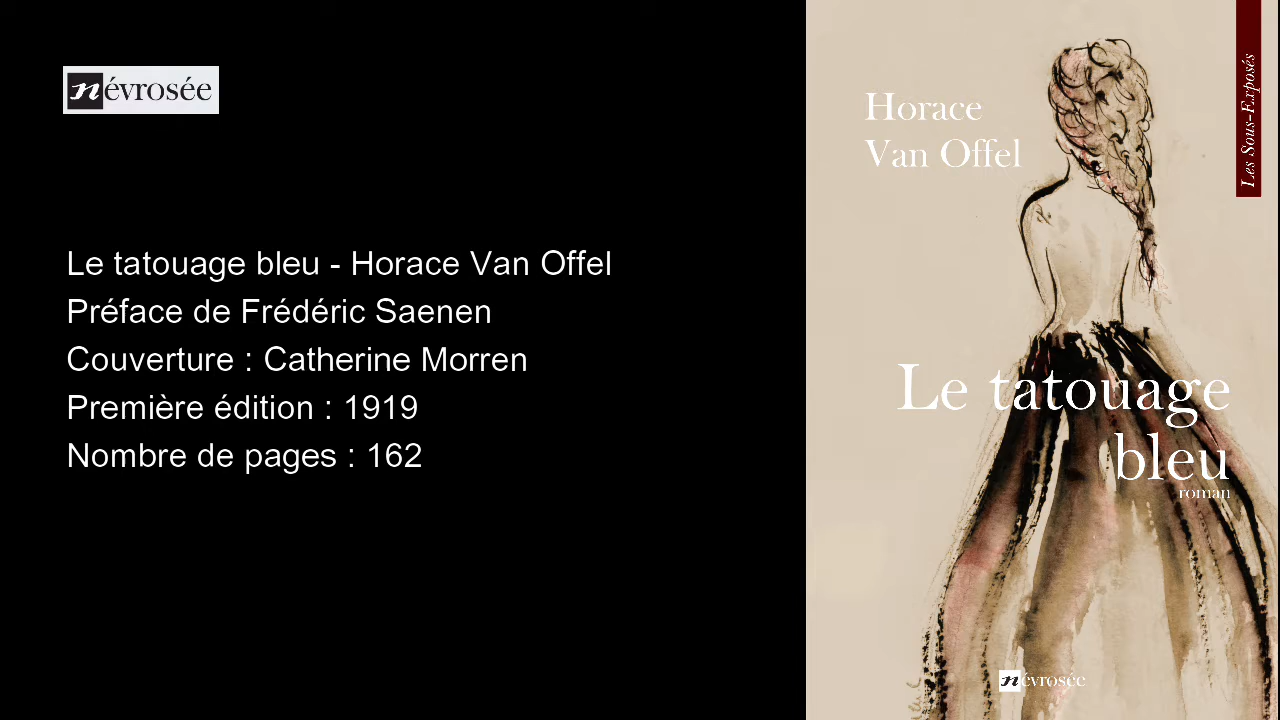 névrosée
Le tatouage bleu - Horace Van Offel
Préface de Frédéric Saenen
Couverture : Catherine Morren
Première édition : 1919
Nombre de pages : 162
Horace
Van Offel
Les Sous-Exposés
Le tatouage
bleu
roman
névrosée